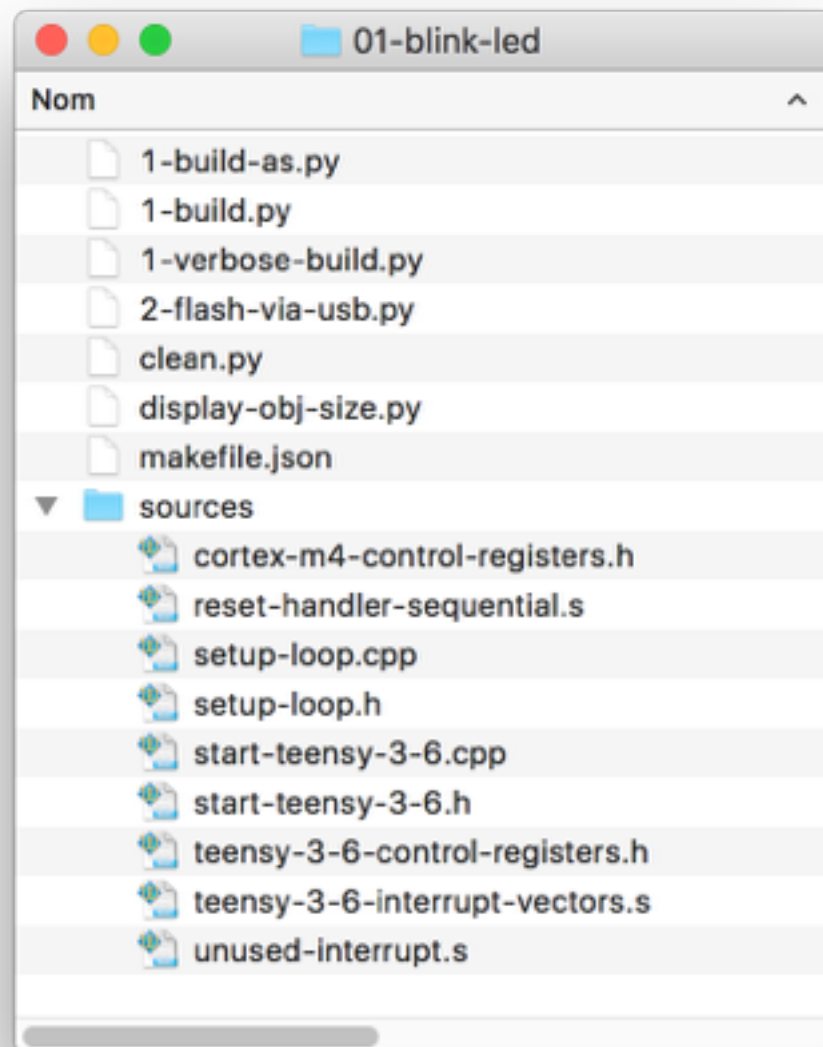 01-blink-led
Nom
1-build-as.py
1-build.py
1-verbose-build.py
2-flash-via-usb.py
clean.py
display-obj-size.py
makefile.json
sources
cortex-m4-control-registers.h
reset-handler-sequential.s
setup-loop.cpp
setup-loop.h
start-teensy-3-6.cpp
start-teensy-3-6.h
teensy-3-6-control-registers.h
teensy-3-6-interrupt-vectors.s
unused-interrupt.s